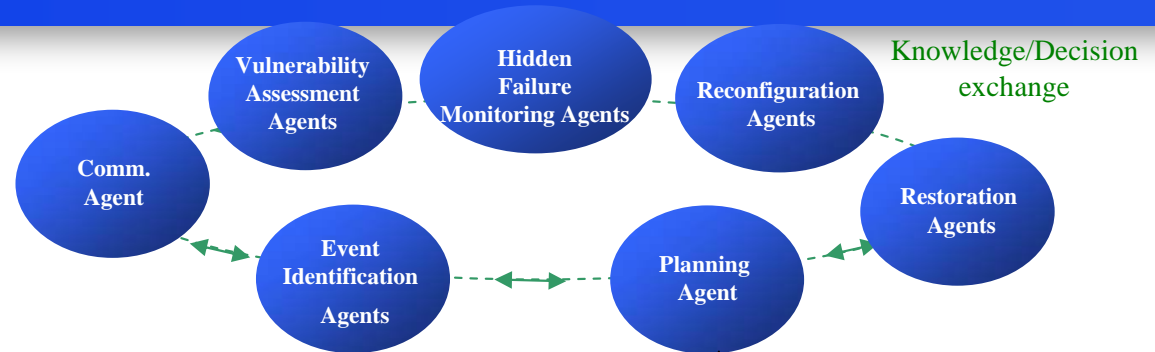 Knowledge/Decision
exchange
Vulnerability
Assessment
Agents
Hidden
Failure
Monitoring Agents
Reconfiguration
Agents
Comm.
Agent
Restoration
Agents
Event
Identification
Agents
Planning
Agent